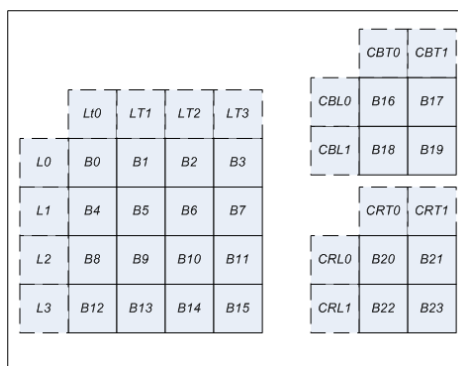 Lt0 LT1 LT2 LT3
L0 B0 B1 B2 B3
L1 B4 B5 B6 B7
L2 B8 B9 B10 B11
L3 B12 B13 B14 B15
CBT0 CBT1
CBL0 B16 B17
CBL1 B18 B19
CRT0 CRT1
CRL0 B20 B21
CRL1 B22 B23